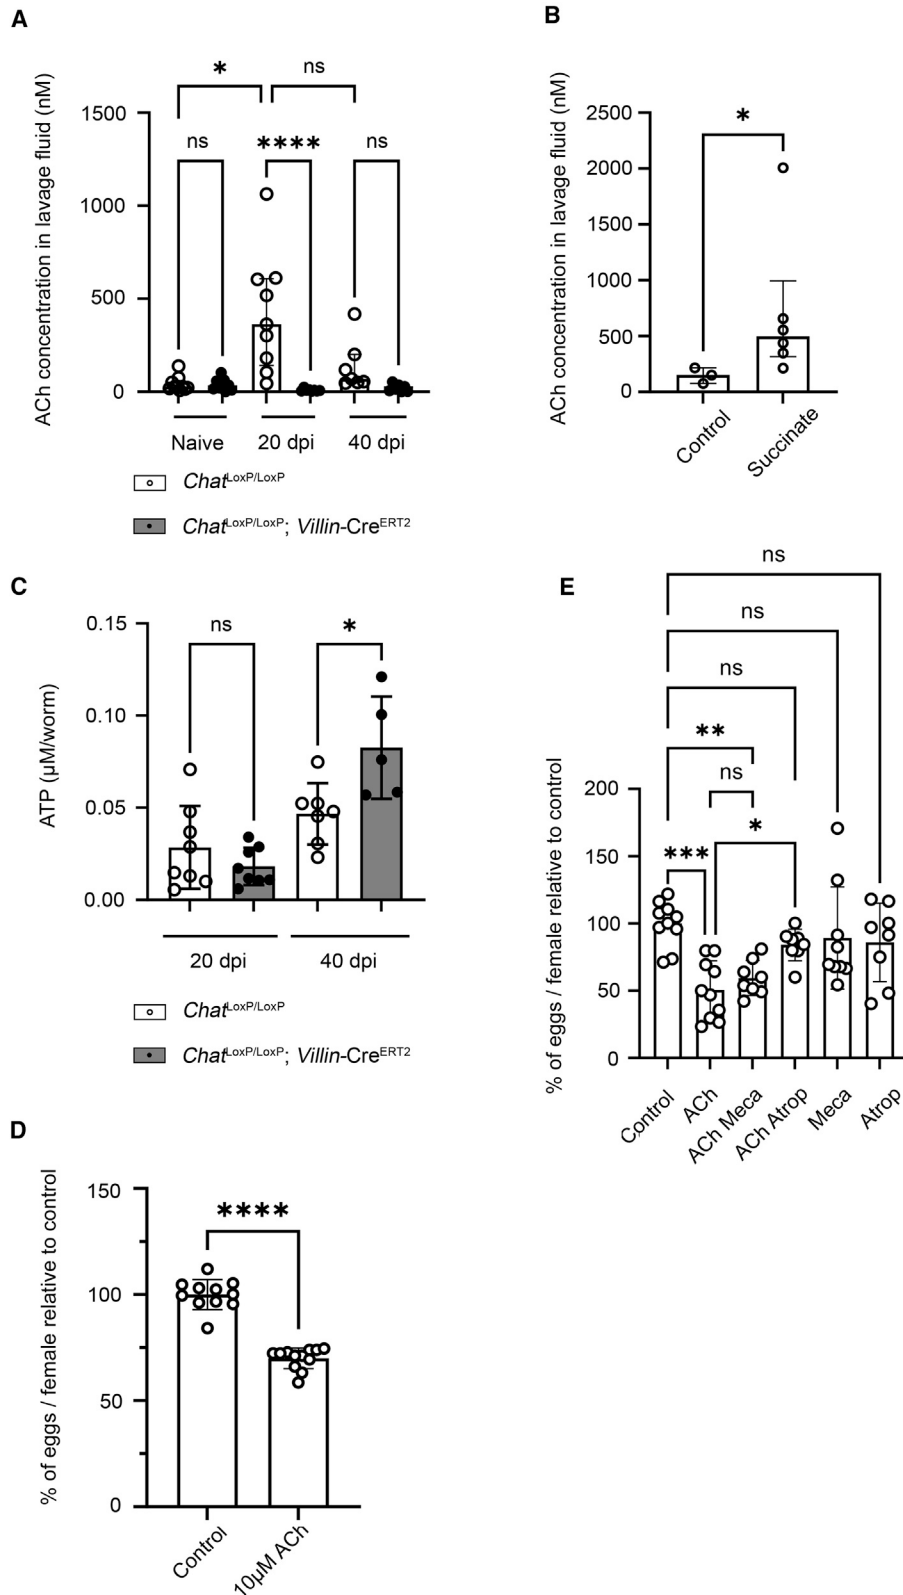 A
ACh concentration in lavage fluid (nM)
* ns
ns **** ns
1500
1000
500
0
Naive 20 dpi 40 dpi
Chat^LoxP/LoxP
Chat^LoxP/LoxP; Villin-Cre^ERT2
B
ACh concentration in lavage fluid (nM)
*
2500
2000
1500
1000
500
0
Control Succinate
C
ATP (µM/worm)
ns *
0.15
0.10
0.05
0.00
20 dpi 40 dpi
Chat^LoxP/LoxP
Chat^LoxP/LoxP; Villin-Cre^ERT2
E
% of eggs / female relative to control
ns
ns
ns
**
ns
*
***
200
150
100
50
0
Control ACh ACh Meca ACh Atrop Meca Atrop
D
% of eggs / female relative to control
****
150
100
50
0
Control 10µM ACh